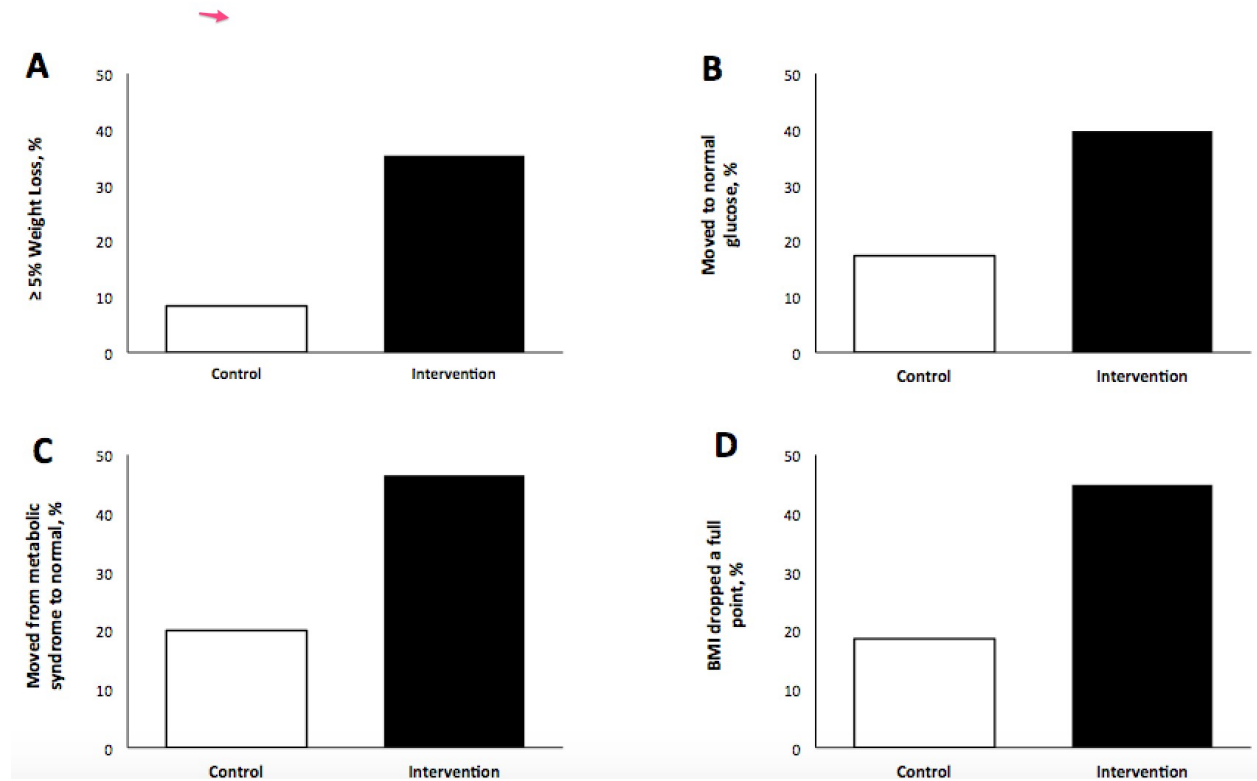 A
50
40
30
20
10
0
≥ 5% Weight Loss, %
Control Intervention
B
50
40
30
20
10
0
Moved to normal
glucose, %
Control Intervention
C
50
40
30
20
10
0
Moved from metabolic
syndrome to normal, %
Control Intervention
D
50
40
30
20
10
0
BMI dropped a full
point, %
Control Intervention